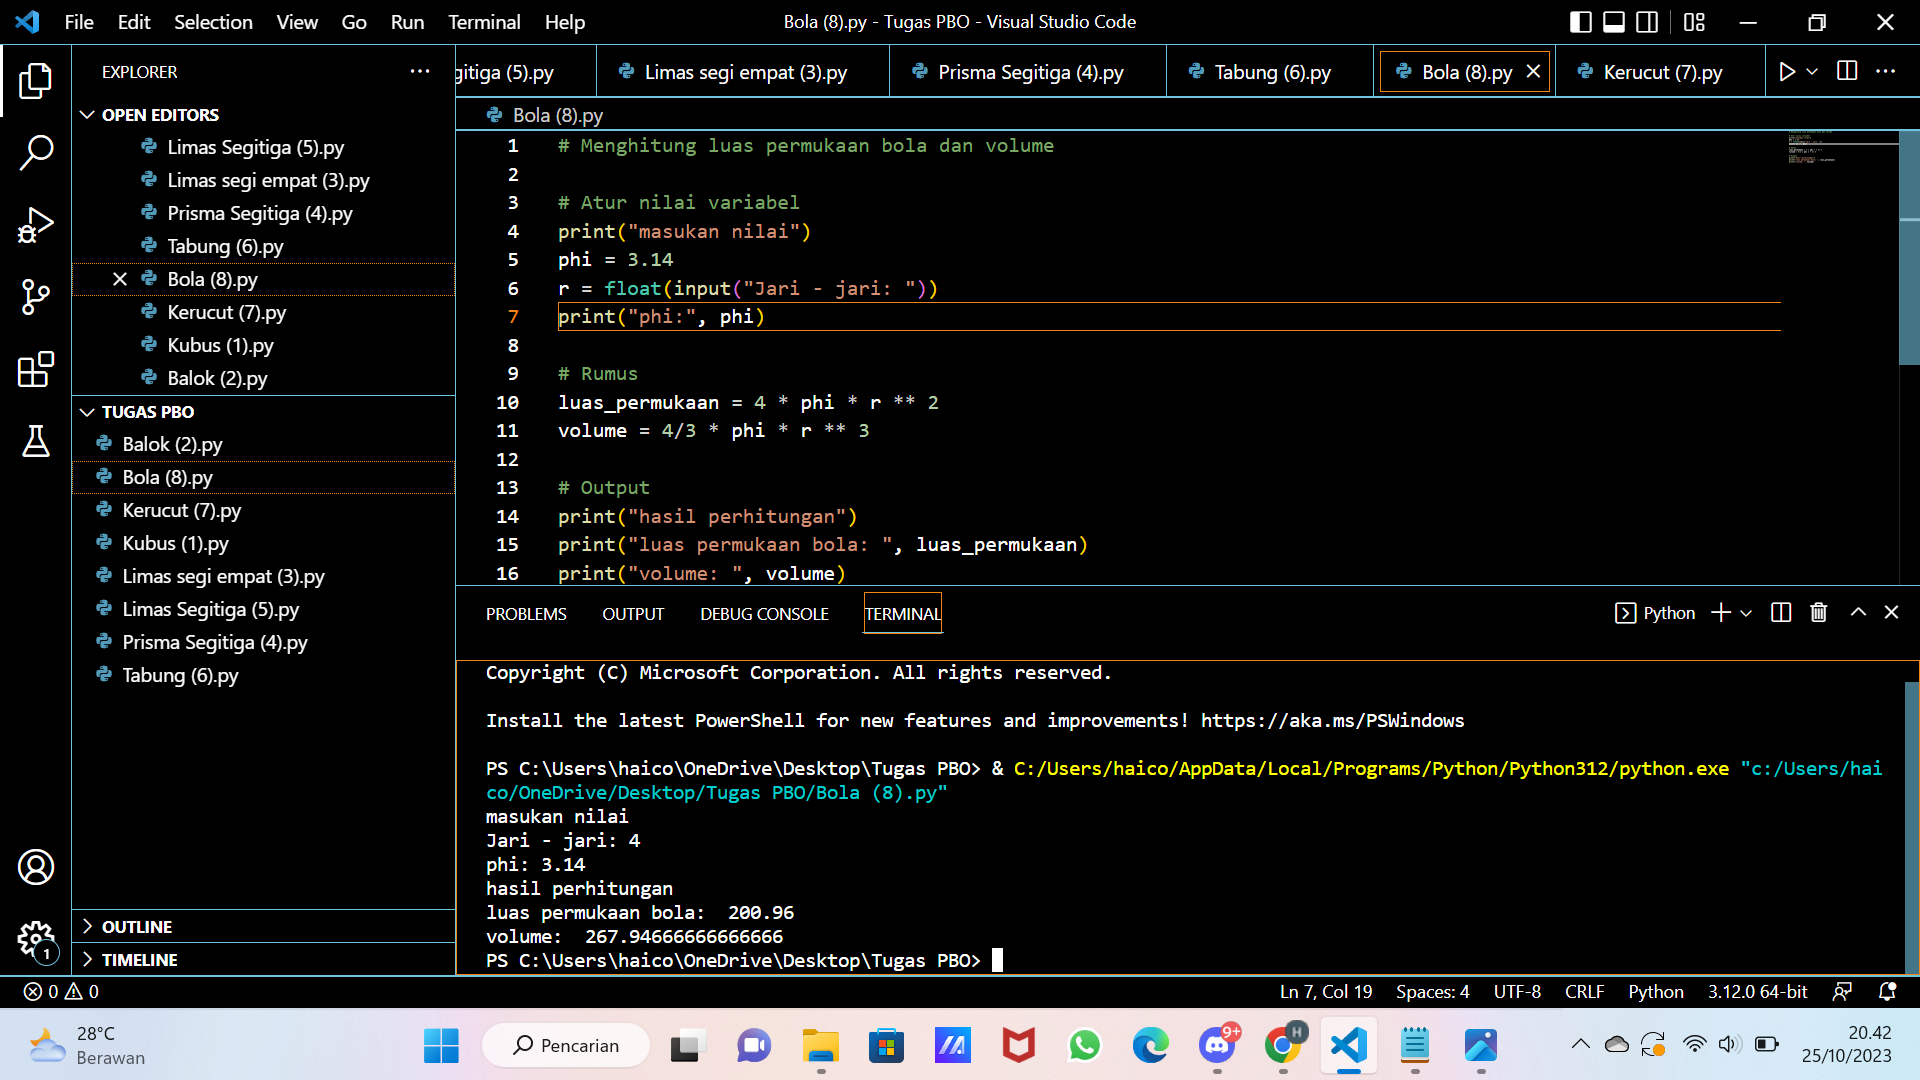 File Edit Selection View Go Run Terminal Help
Bola (8).py - Tugas PBO - Visual Studio Code
EXPLORER
OPEN EDITORS
Limas Segitiga (5).py
Limas segi empat (3).py
Prisma Segitiga (4).py
Tabung (6).py
Bola (8).py
Kerucut (7).py
Kubus (1).py
Balok (2).py
TUGAS PBO
Balok (2).py
Bola (8).py
Kerucut (7).py
Kubus (1).py
Limas segi empat (3).py
Limas Segitiga (5).py
Prisma Segitiga (4).py
Tabung (6).py
OUTLINE
TIMELINE
1
gitiga (5).py Limas segi empat (3).py Prisma Segitiga (4).py Tabung (6).py Bola (8).py Kerucut (7).py
Bola (8).py
1 # Menghitung luas permukaan bola dan volume
2
3 # Atur nilai variabel
4 print("masukan nilai")
5 phi = 3.14
6 r = float(input("Jari - jari: "))
7 print("phi:", phi)
8
9 # Rumus
10 luas_permukaan = 4 * phi * r ** 2
11 volume = 4/3 * phi * r ** 3
12
13 # Output
14 print("hasil perhitungan")
15 print("luas permukaan bola: ", luas_permukaan)
16 print("volume: ", volume)
PROBLEMS OUTPUT DEBUG CONSOLE TERMINAL Python
Copyright (C) Microsoft Corporation. All rights reserved.
Install the latest PowerShell for new features and improvements! https://aka.ms/PSWindows
PS C:\Users\haico\OneDrive\Desktop\Tugas PBO> & C:/Users/haico/AppData/Local/Programs/Python/Python312/python.exe "c:/Users/hai
co/OneDrive/Desktop/Tugas PBO/Bola (8).py"
masukan nilai
Jari - jari: 4
phi: 3.14
hasil perhitungan
luas permukaan bola:  200.96
volume:  267.94666666666666
PS C:\Users\haico\OneDrive\Desktop\Tugas PBO>
0 0 Ln 7, Col 19 Spaces: 4 UTF-8 CRLF Python 3.12.0 64-bit
28°C
Berawan
Pencarian
9+
H
20.42
25/10/2023